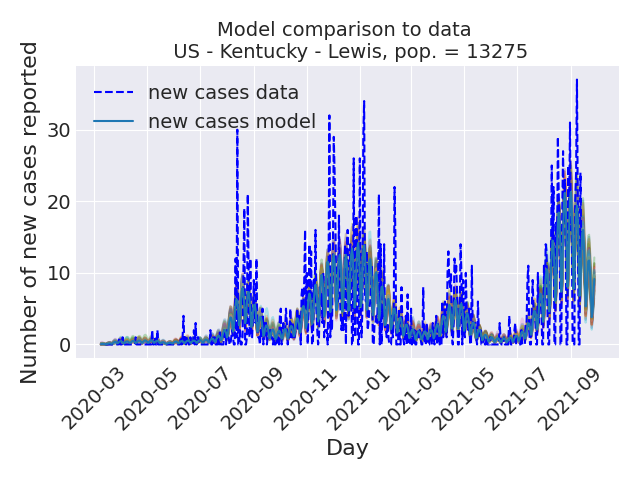 Model comparison to data
US - Kentucky - Lewis, pop. = 13275
Number of new cases reported
new cases data
new cases model
30
20
10
0
2020-03
2020-05
2020-07
2020-09
2020-11
2021-01
2021-03
2021-05
2021-07
2021-09
Day